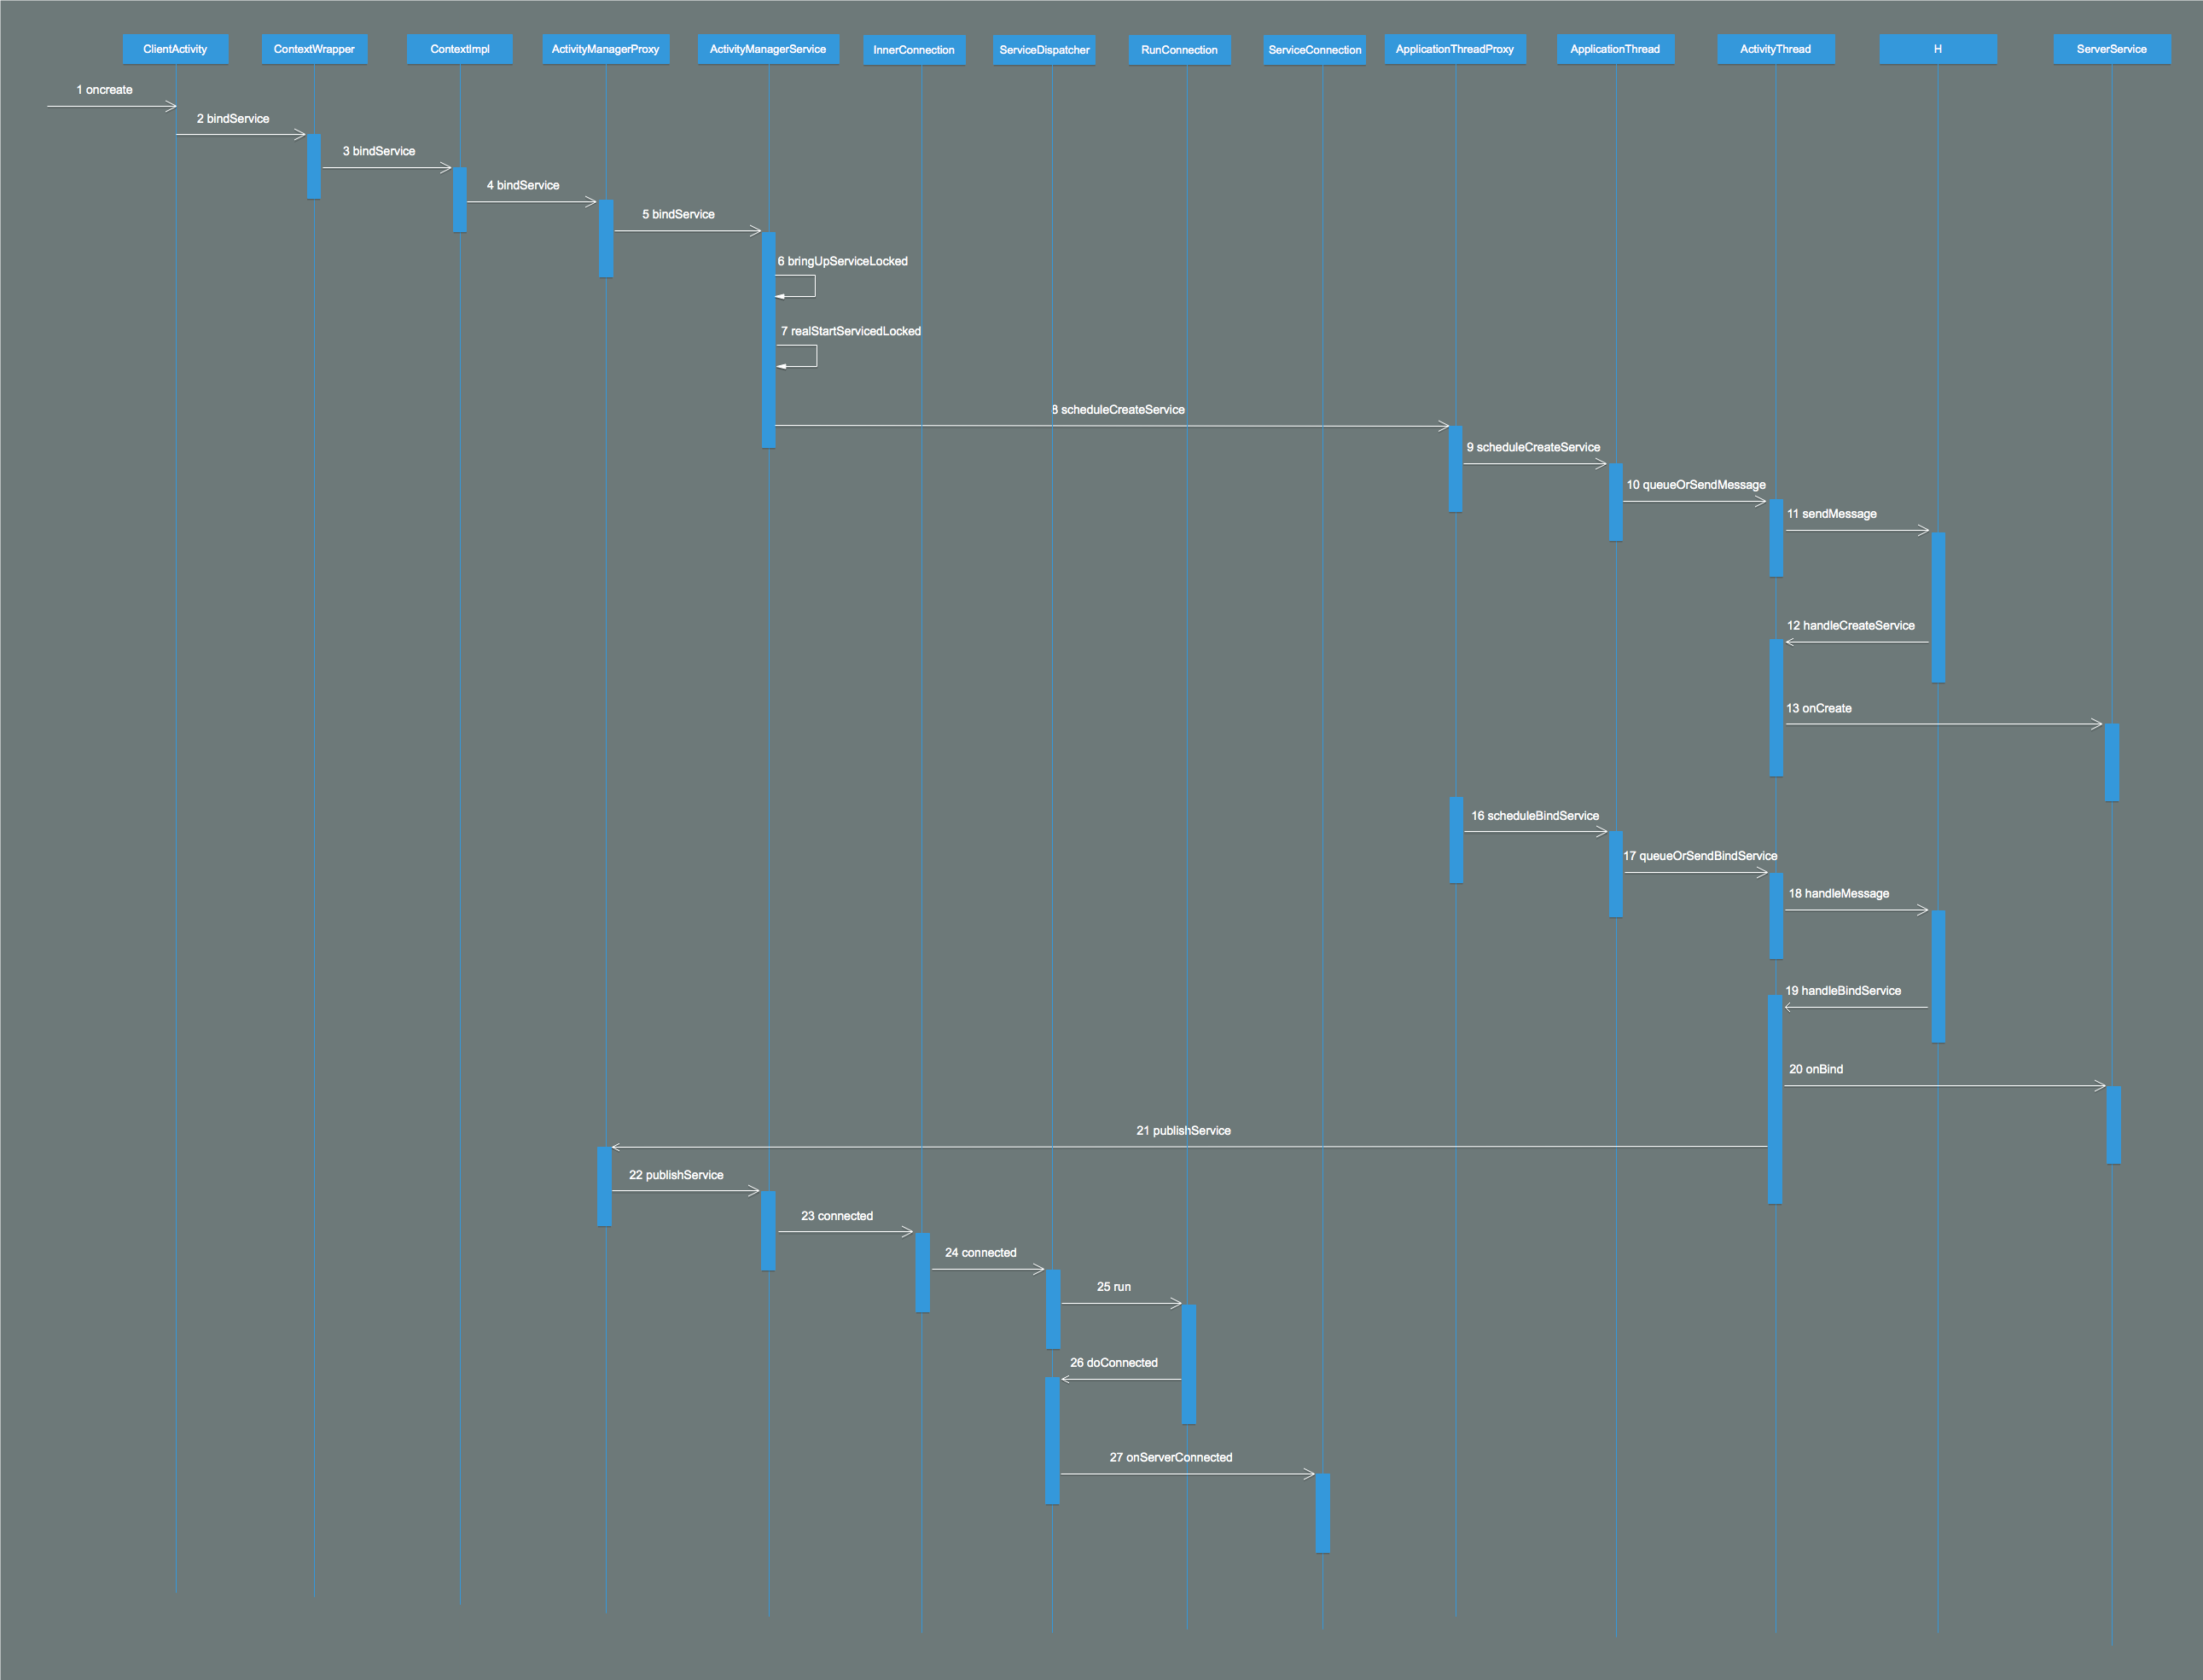 ClientActivity
ContextWrapper
ContextImpl
ActivityManagerProxy
ActivityManagerService
InnerConnection
ServiceDispatcher
RunConnection
ServiceConnection
ApplicationThreadProxy
ApplicationThread
ActivityThread
H
ServerService
1 oncreate
2 bindService
3 bindService
4 bindService
5 bindService
6 bringUpServiceLocked
7 realStartServicedLocked
8 scheduleCreateService
9 scheduleCreateService
10 queueOrSendMessage
11 sendMessage
12 handleCreateService
13 onCreate
16 scheduleBindService
17 queueOrSendBindService
18 handleMessage
19 handleBindService
20 onBind
21 publishService
22 publishService
23 connected
24 connected
25 run
26 doConnected
27 onServerConnected